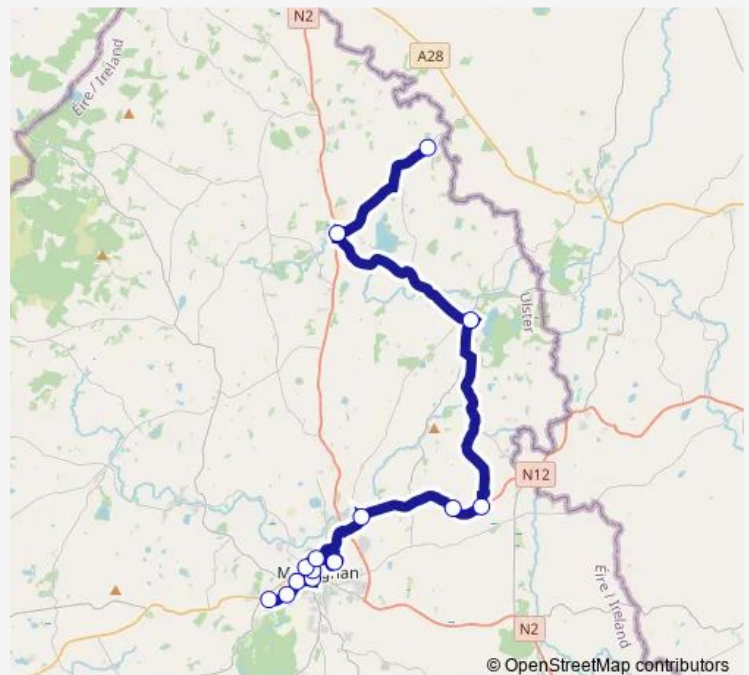 N2
A28
Éire / Ireland
Ulster
N12
Éire / Ireland
N2
© OpenStreetMap contributors